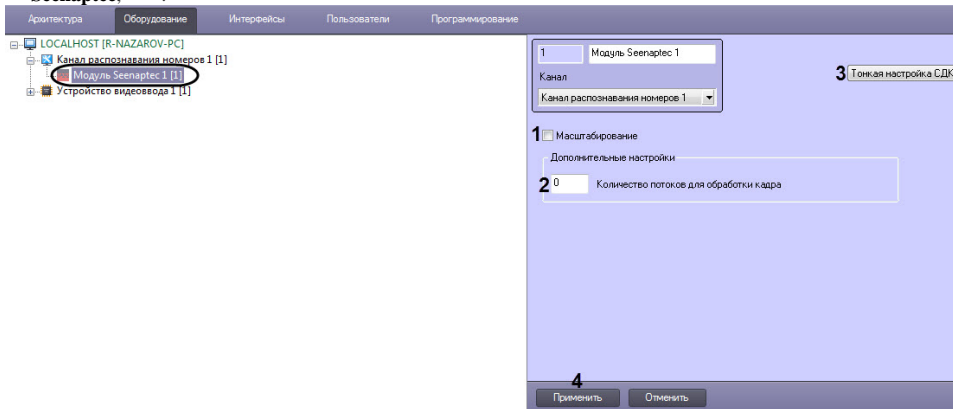 Seenaptec,
Архитектура Оборудование Интерфейсы Пользователи Программирование
LOCALHOST [R-NAZAROV-PC]
Канал распознавания номеров 1 [1]
Модуль Seenaptec 1 [1]
Устройство видеоввода 1 [1]
1 Модуль Seenaptec 1
Канал
Канал распознавания номеров 1
3 Тонкая настройка СДК
1 Масштабирование
Дополнительные настройки
2 0 Количество потоков для обработки кадра
4
Применить Отменить